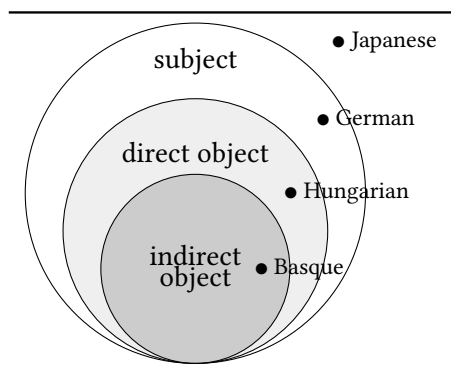 Japanese
subject
German
direct object
Hungarian
indirect
object
Basque